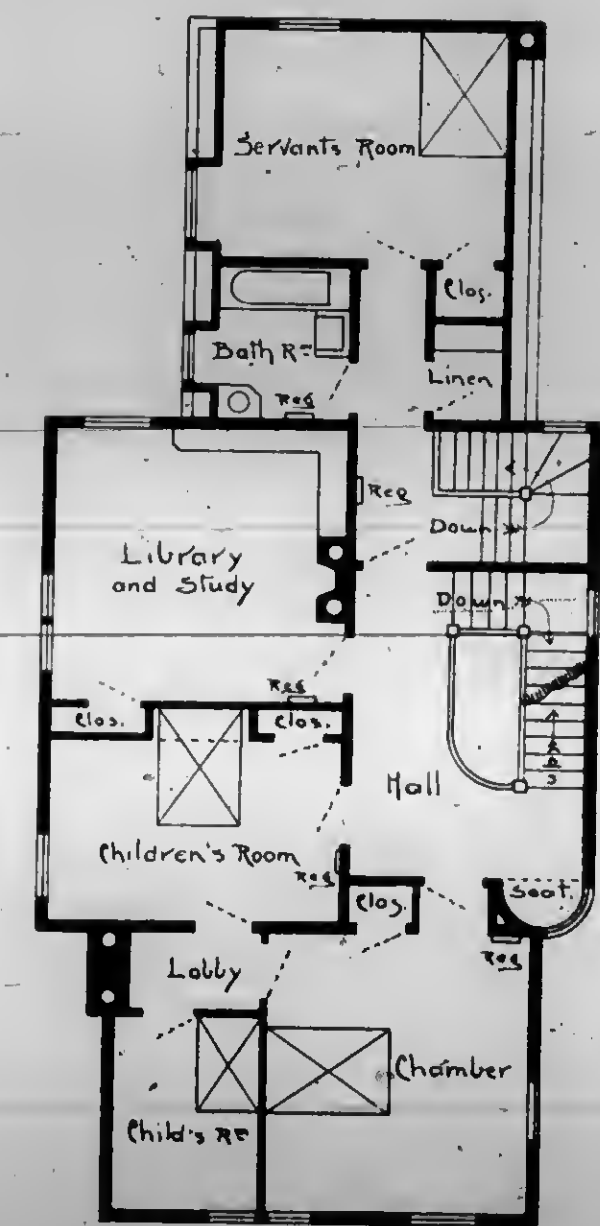 Servants Room
Clos.
Bath Rm
Linen
Reg
Reg
Down
Library
and Study
Down
Reg
Clos.
Clos.
Up
Hall
Children's Room
Reg
Clos.
Seat.
Reg
Lobby
Chamber
Child's Rm